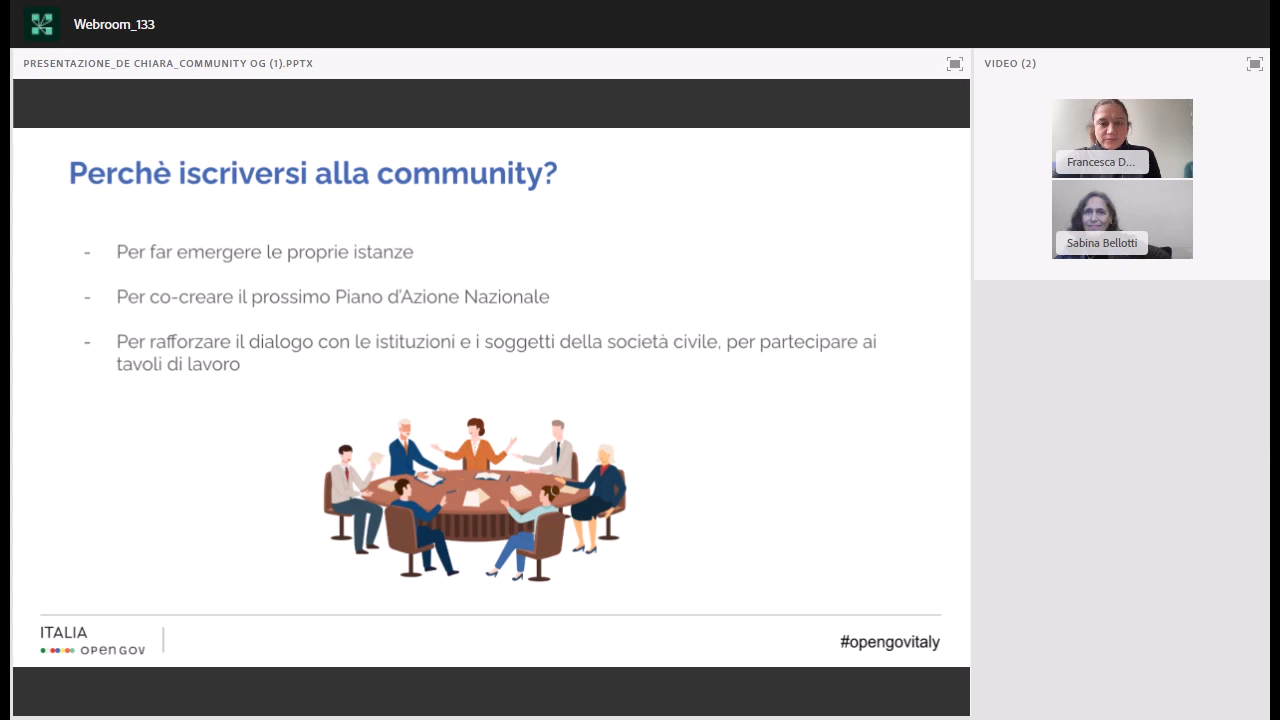 Webroom_133
PRESENTAZIONE_DE CHIARA_COMMUNITY OG (1).PPTX
VIDEO (2)
Perchè iscriversi alla community?
- Per far emergere le proprie istanze
- Per co-creare il prossimo Piano d'Azione Nazionale
- Per rafforzare il dialogo con le istituzioni e i soggetti della società civile, per partecipare ai
tavoli di lavoro
Francesca D...
Sabina Bellotti
ITALIA
OPEN GOV
#opengovitaly